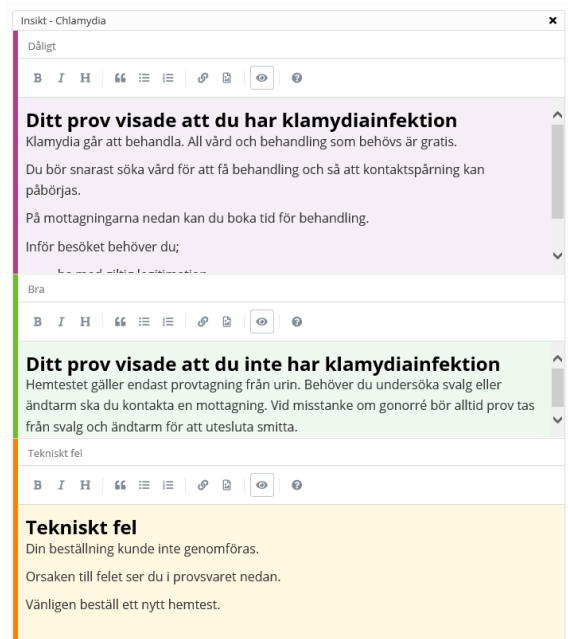 Insikt - Chlamydia
Dåligt
B I H
Ditt prov visade att du har klamydiainfektion
Klamydia går att behandla. All vård och behandling som behövs är gratis.
Du bör snarast söka vård för att få behandling och så att kontaktspårning kan
påbörjas.
På mottagningarna nedan kan du boka tid för behandling.
Inför besöket behöver du;
Bra
B I H
Ditt prov visade att du inte har klamydiainfektion
Hemtestet gäller endast provtagning från urin. Behöver du undersöka svalg eller
ändtarm ska du kontakta en mottagning. Vid misstanke om gonorré bör alltid prov tas
från svalg och ändtarm för att utesluta smitta.
Tekniskt fel
B I H
Tekniskt fel
Din beställning kunde inte genomföras.
Orsaken till felet ser du i provsvaret nedan.
Vänligen beställ ett nytt hemtest.